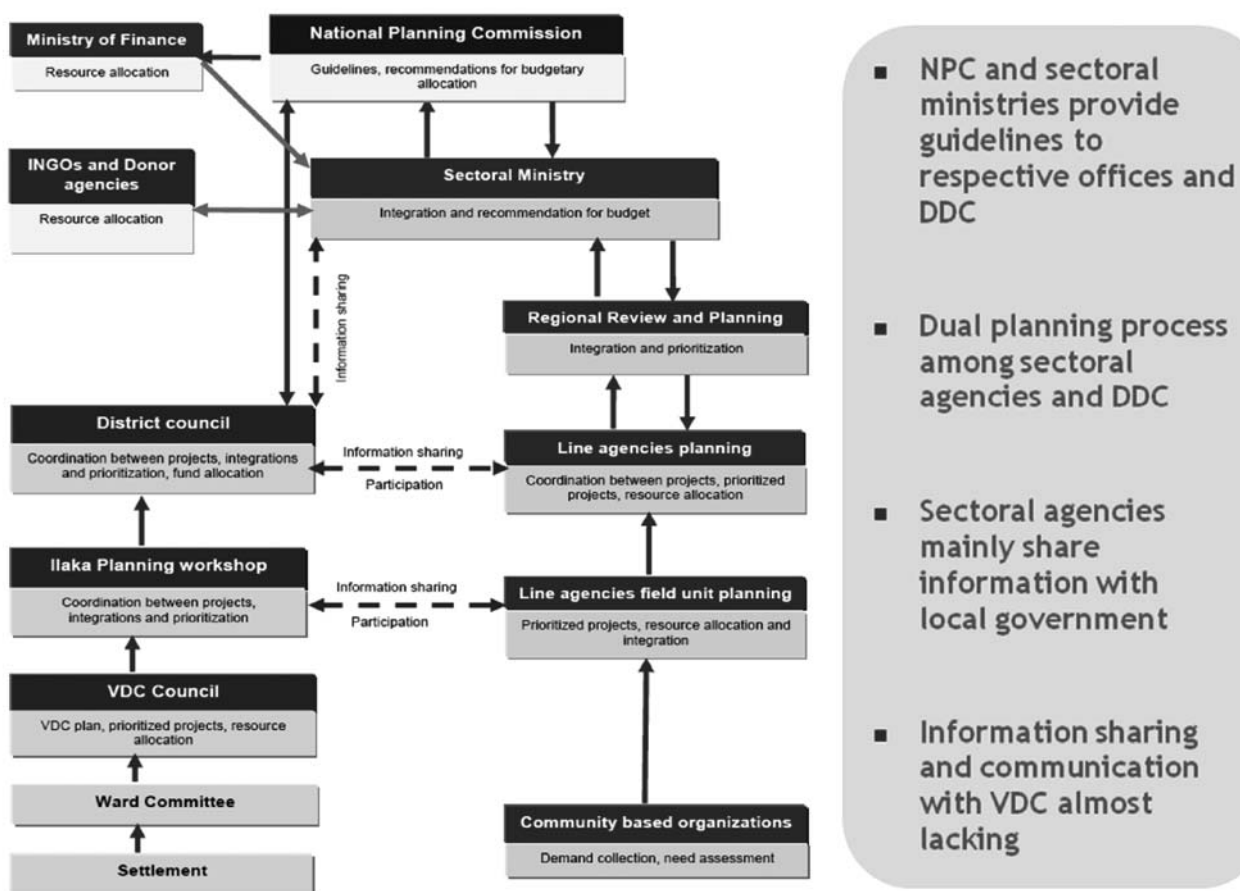 Ministry of Finance
Resource allocation
National Planning Commission
Guidelines, recommendations for budgetary
allocation
INGOs and Donor
agencies
Resource allocation
Sectoral Ministry
Integration and recommendation for budget
Information sharing
Regional Review and Planning
Integration and prioritization
District council
Coordination between projects, integrations
and prioritization, fund allocation
Information sharing
Participation
Line agencies planning
Coordination between projects, prioritized
projects, resource allocation
Ilaka Planning workshop
Coordination between projects,
integrations and prioritization
Information sharing
Participation
Line agencies field unit planning
Prioritized projects, resource allocation and
integration
VDC Council
VDC plan, prioritized projects, resource
allocation
Ward Committee
Settlement
Community based organizations
Demand collection, need assessment
▪ NPC and sectoral
ministries provide
guidelines to
respective offices and
DDC
▪ Dual planning process
among sectoral
agencies and DDC
▪ Sectoral agencies
mainly share
information with
local government
▪ Information sharing
and communication
with VDC almost
lacking